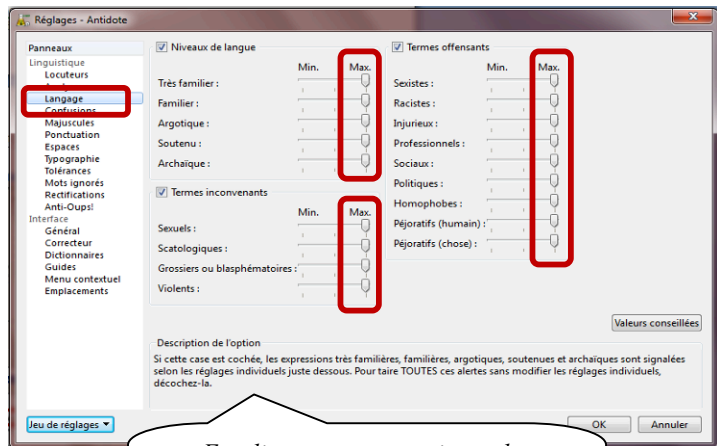 Réglages - Antidote
Panneaux
Linguistique
Locuteurs
Langage
Confusions
Majuscules
Ponctuation
Espaces
Typographie
Tolérances
Mots ignorés
Rectifications
Anti-Oups!
Interface
Général
Correcteur
Dictionnaires
Guides
Menu contextuel
Emplacements
Niveaux de langue
Min. Max.
Très familier :
Familier :
Argotique :
Soutenu :
Archaïque :
Termes inconvenants
Min. Max.
Sexuels :
Scatologiques :
Grossiers ou blasphématoires :
Violents :
Termes offensants
Min. Max.
Sexistes :
Racistes :
Injurieux :
Professionnels :
Sociaux :
Politiques :
Homophobes :
Péjoratifs (humain) :
Péjoratifs (chose) :
Valeurs conseillées
Description de l'option
Si cette case est cochée, les expressions très familières, familières, argotiques, soutenues et archaïques sont signalées
selon les réglages individuels juste dessous. Pour taire TOUTES ces alertes sans modifier les réglages individuels,
décochez-la.
Jeu de réglages
OK Annuler